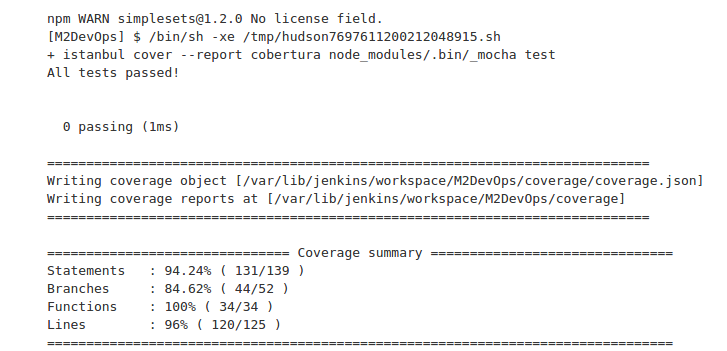 npm WARN simplesets@1.2.0 No license field.
[M2DevOps] $ /bin/sh -xe /tmp/hudson7697611200212048915.sh
+ istanbul cover --report cobertura node_modules/.bin/_mocha test
All tests passed!
0 passing (1ms)
=============================================================================
Writing coverage object [/var/lib/jenkins/workspace/M2DevOps/coverage/coverage.json]
Writing coverage reports at [/var/lib/jenkins/workspace/M2DevOps/coverage]
=============================================================================
=============================== Coverage summary ===============================
Statements   : 94.24% ( 131/139 )
Branches     : 84.62% ( 44/52 )
Functions    : 100% ( 34/34 )
Lines        : 96% ( 120/125 )
================================================================================